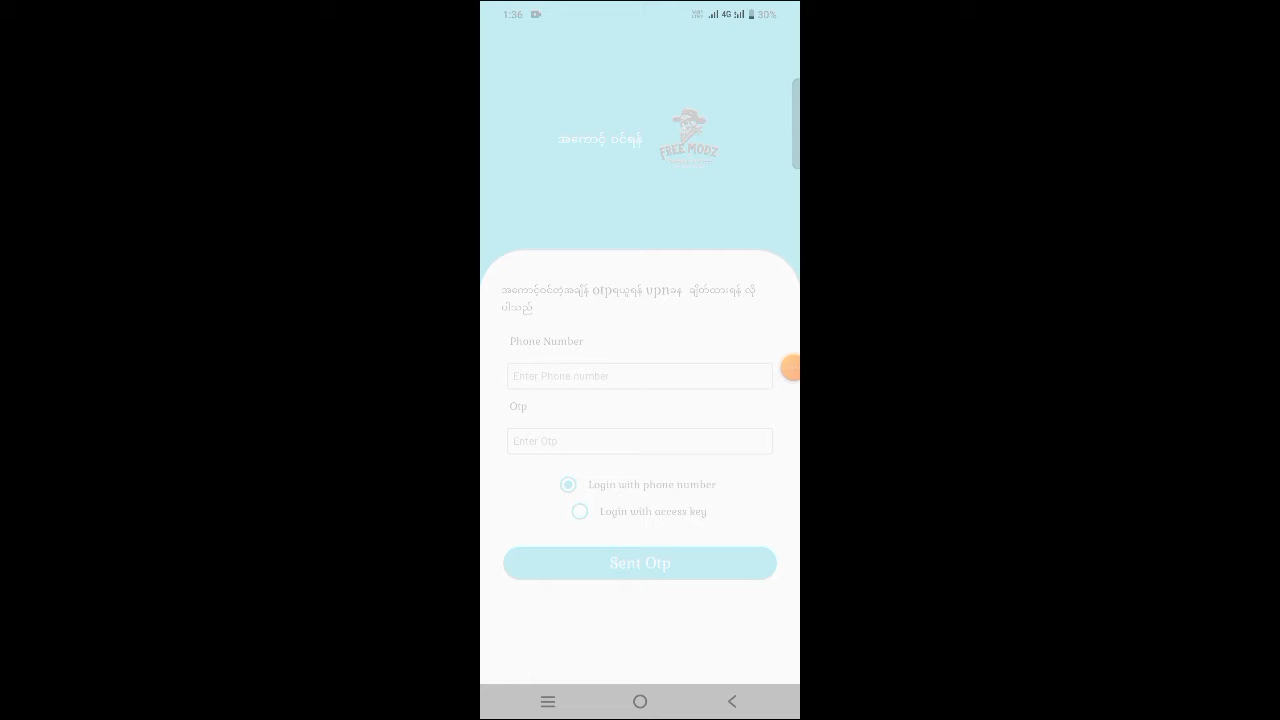 1:36
4G
30%
အကောင့် ဝင်ရန်
FREE MODZ
အကောင့်ဝင်တဲ့အချိန် otpရယူရန် vpnခန ချိတ်ထားရန် လို
ပါသည်
Phone Number
Enter Phone number
Otp
Enter Otp
Login with phone number
Login with access key
Sent Otp